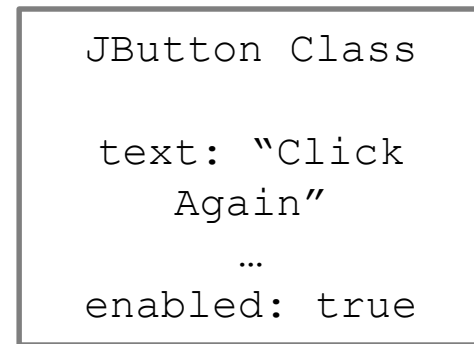 JButton Class
text: “Click
Again”
…
enabled: true